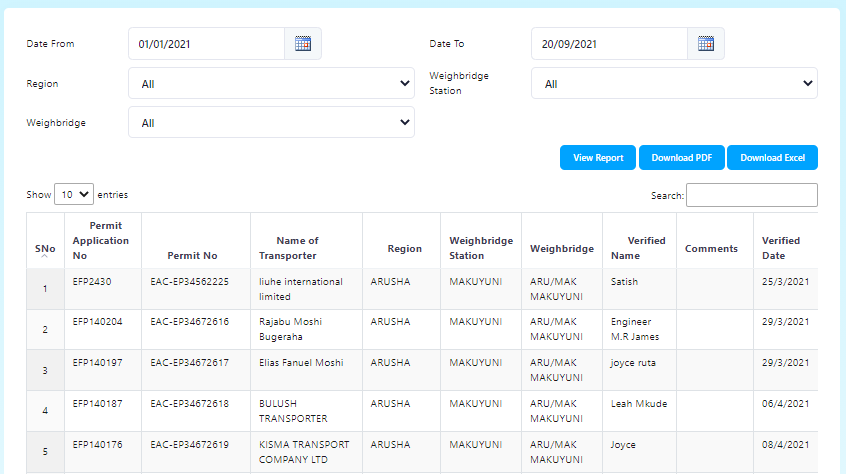 Date From 01/01/2021 Date To 20/09/2021
Region All Weighbridge Station All
Weighbridge All
View Report Download PDF Download Excel
Show 10 entries Search:
SNo Permit Application No Permit No Name of Transporter Region Weighbridge Station Weighbridge Verified Name Comments Verified Date
1 EFP2430 EAC-EP34562225 liuhe international limited ARUSHA MAKUYUNI ARU/MAK MAKUYUNI Satish 25/3/2021
2 EFP140204 EAC-EP34672616 Rajabu Moshi Bugeraha ARUSHA MAKUYUNI ARU/MAK MAKUYUNI Engineer M.R James 29/3/2021
3 EFP140197 EAC-EP34672617 Elias Fanuel Moshi ARUSHA MAKUYUNI ARU/MAK MAKUYUNI joyce ruta 29/3/2021
4 EFP140187 EAC-EP34672618 BULUSH TRANSPORTER ARUSHA MAKUYUNI ARU/MAK MAKUYUNI Leah Mkude 06/4/2021
5 EFP140176 EAC-EP34672619 KISMA TRANSPORT COMPANY LTD ARUSHA MAKUYUNI ARU/MAK MAKUYUNI Joyce 08/4/2021